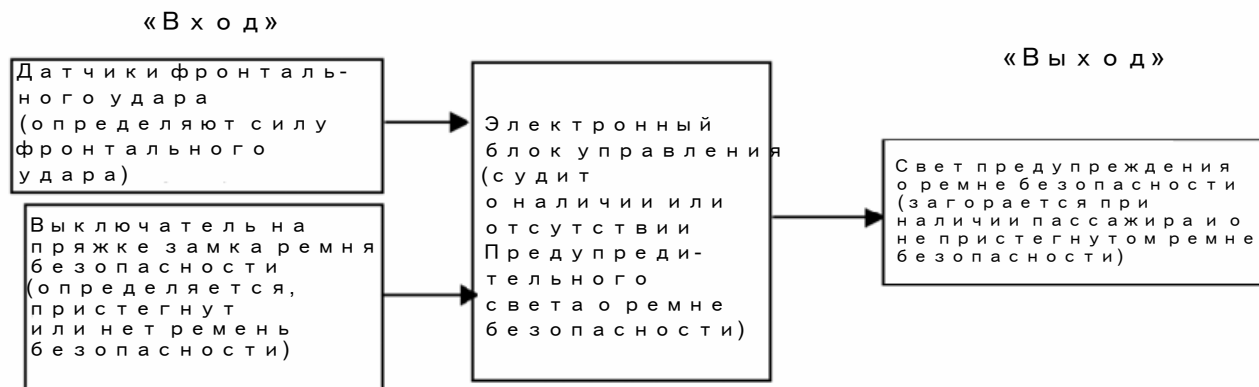 «Вход»
Датчики фронталь-
ного удара
(определяют силу
фронтального
удара)
Выключатель на
пряжке замка ремня
безопасности
(определяется,
пристегнут
или нет ремень
безопасности)
Электронный
блок управления
(судит
о наличии или
отсутствии
Предупреди-
тельного
света о ремне
безопасности)
«Выход»
Свет предупреждения
о ремне безопасности
(загорается при
наличии пассажира и о
не пристегнутом ремне
безопасности)